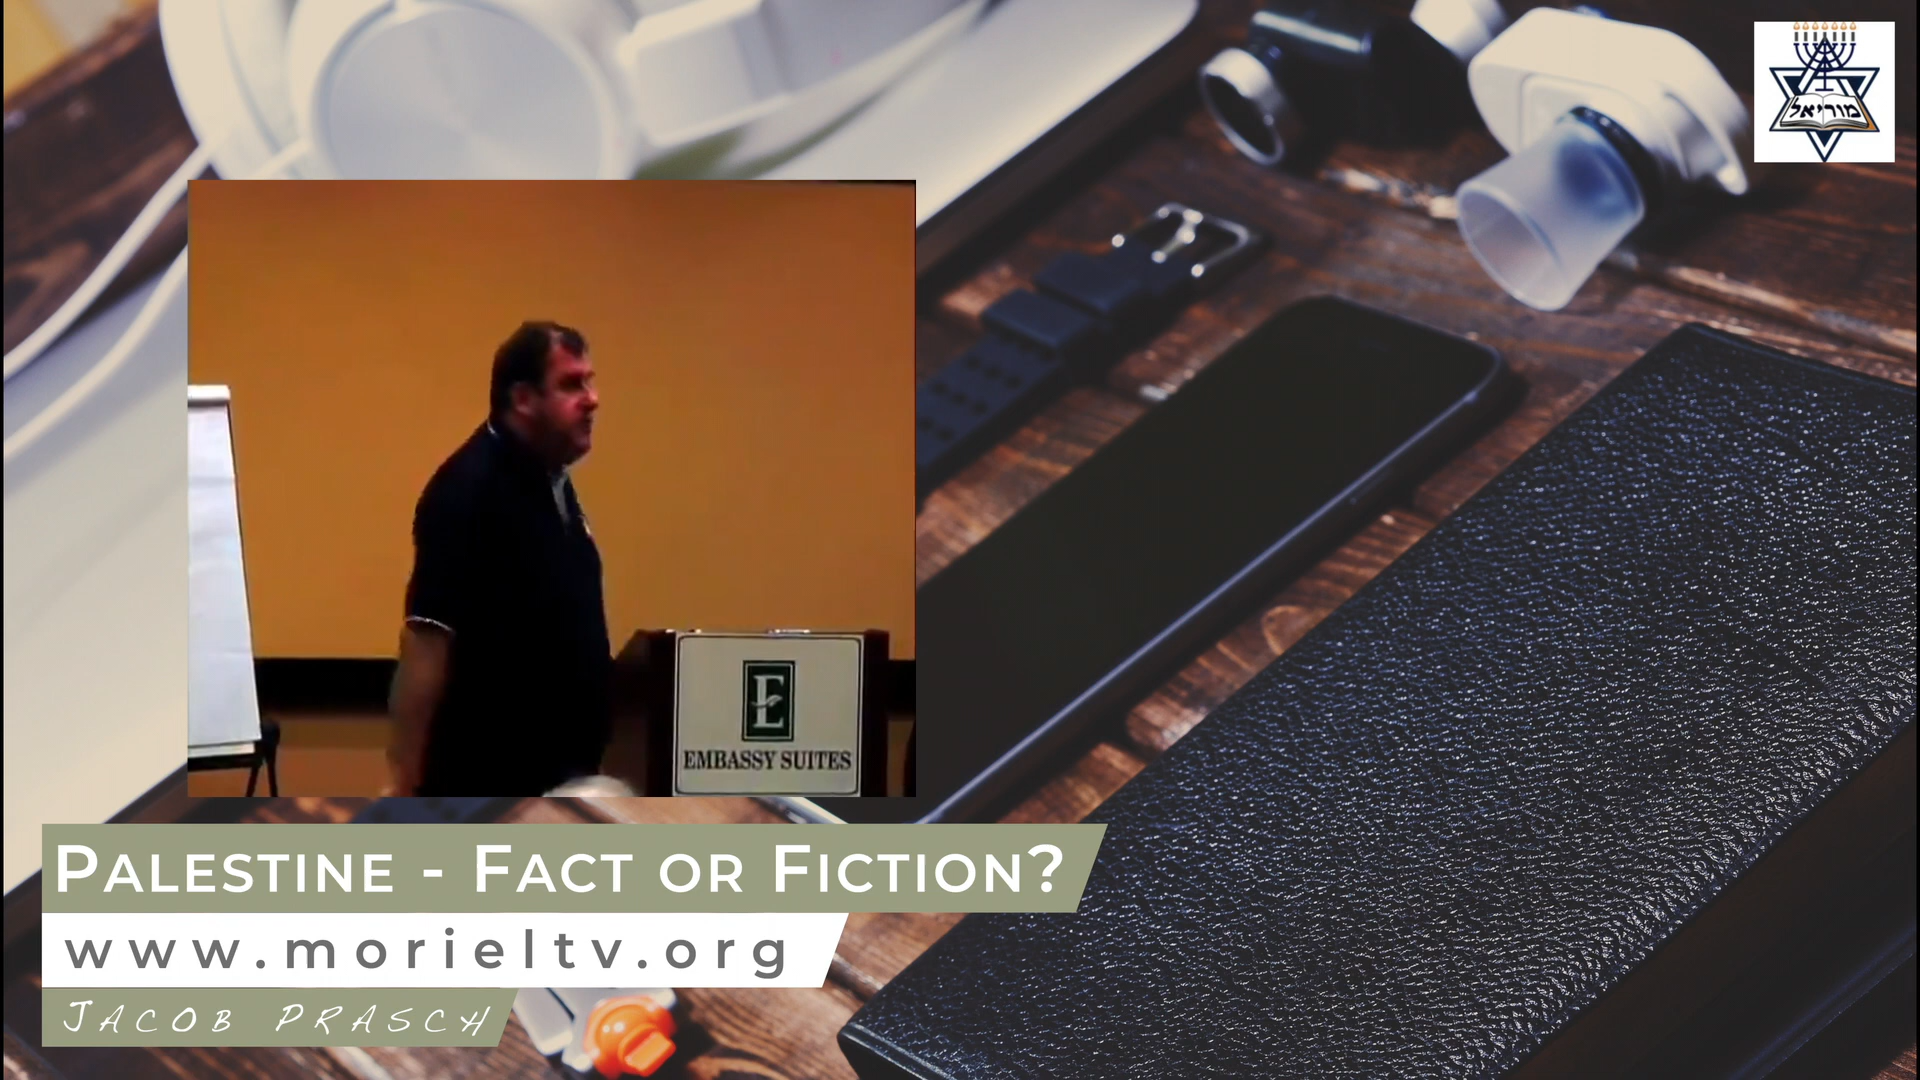 מוריאל
E
EMBASSY SUITES
PALESTINE - FACT OR FICTION?
www.morieltv.org
JACOB PRASCH